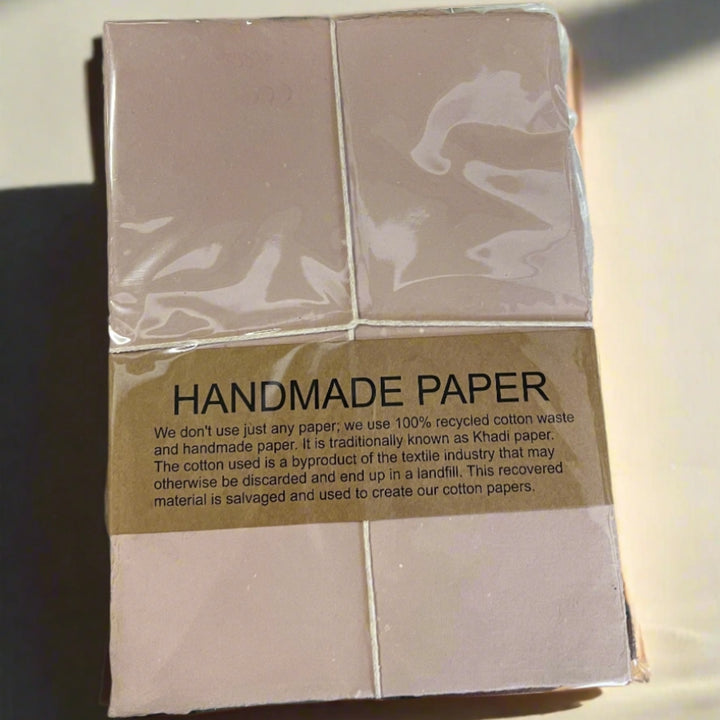 HANDMADE PAPER
We don't use just any paper; we use 100% recycled cotton waste
and handmade paper. It is traditionally known as Khadi paper.
The cotton used is a byproduct of the textile industry that may
otherwise be discarded and end up in a landfill. This recovered
material is salvaged and used to create our cotton papers.